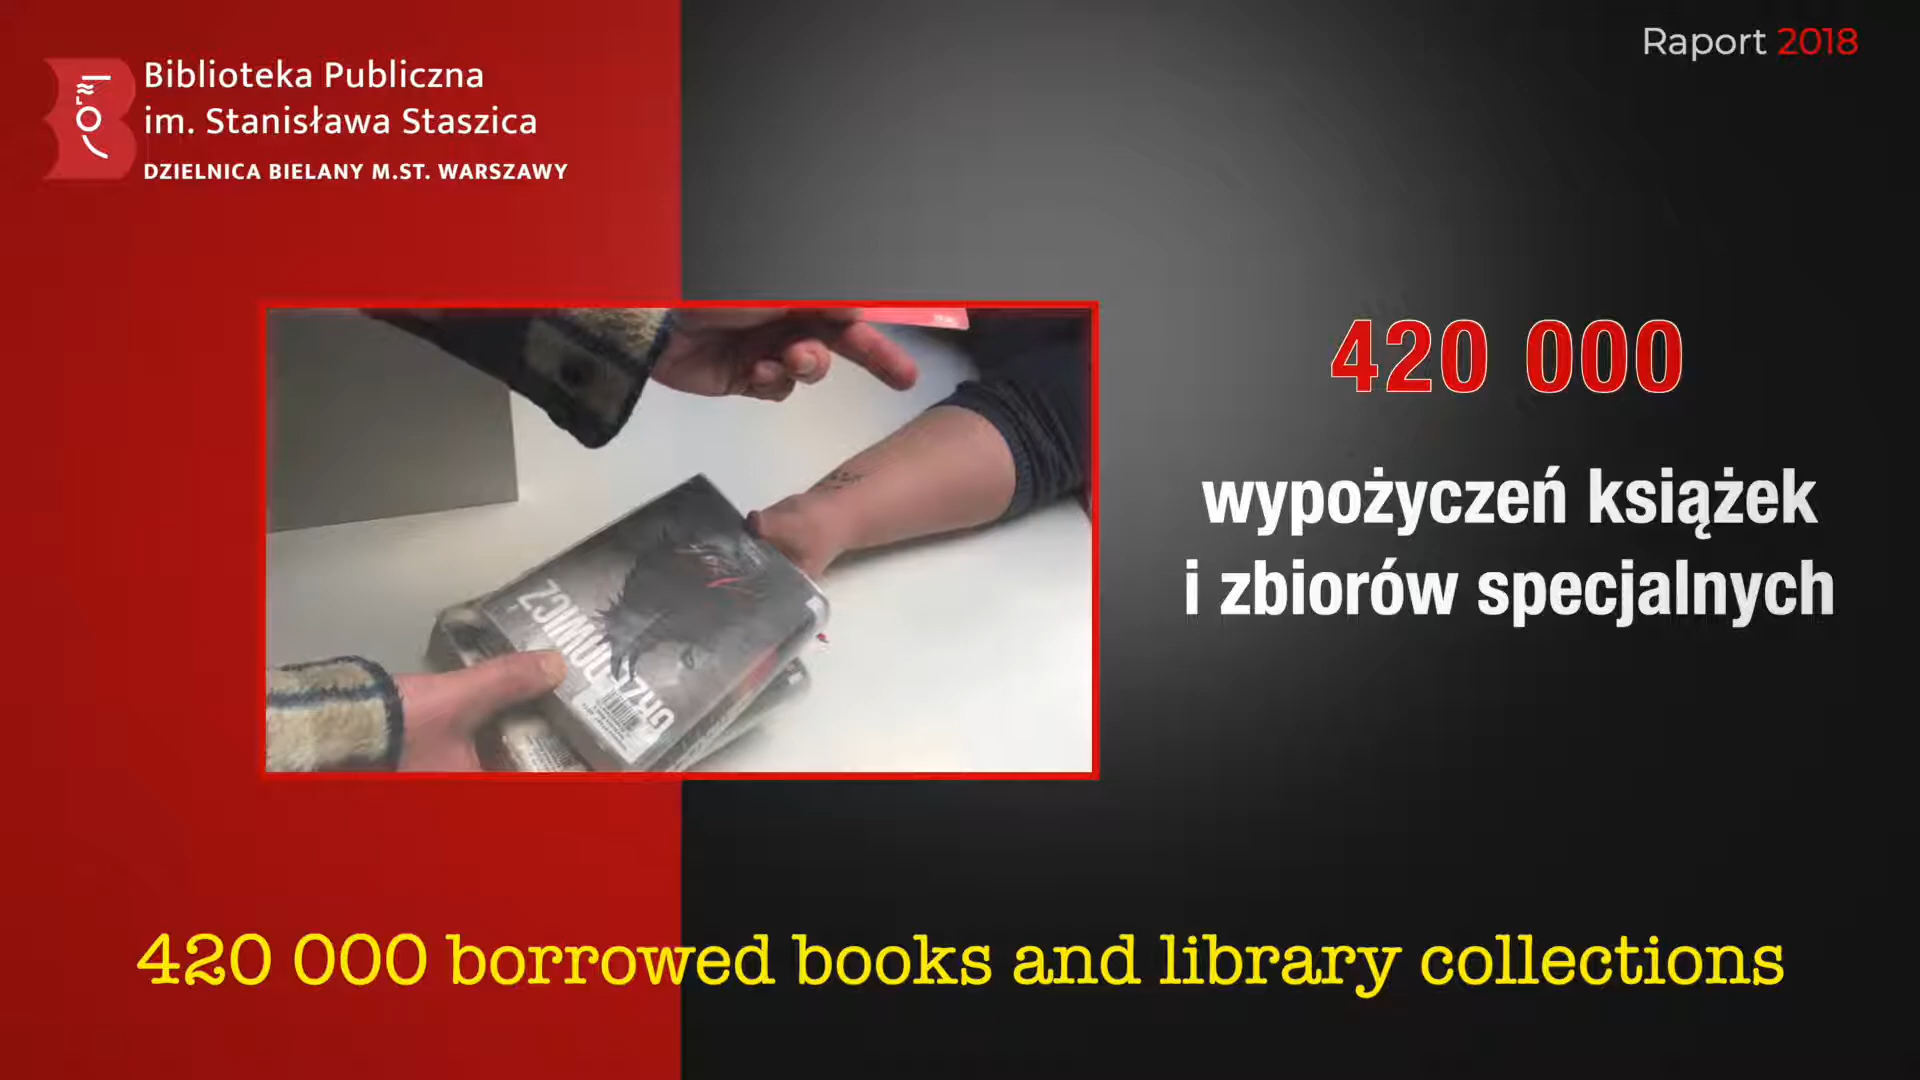 Raport 2018
Biblioteka Publiczna
im. Stanisława Staszica
DZIELNICA BIELANY M.ST. WARSZAWY
420 000
wypożyczeń książek
i zbiorów specjalnych
GRZĘDOWICZ
420 000 borrowed books and library collections